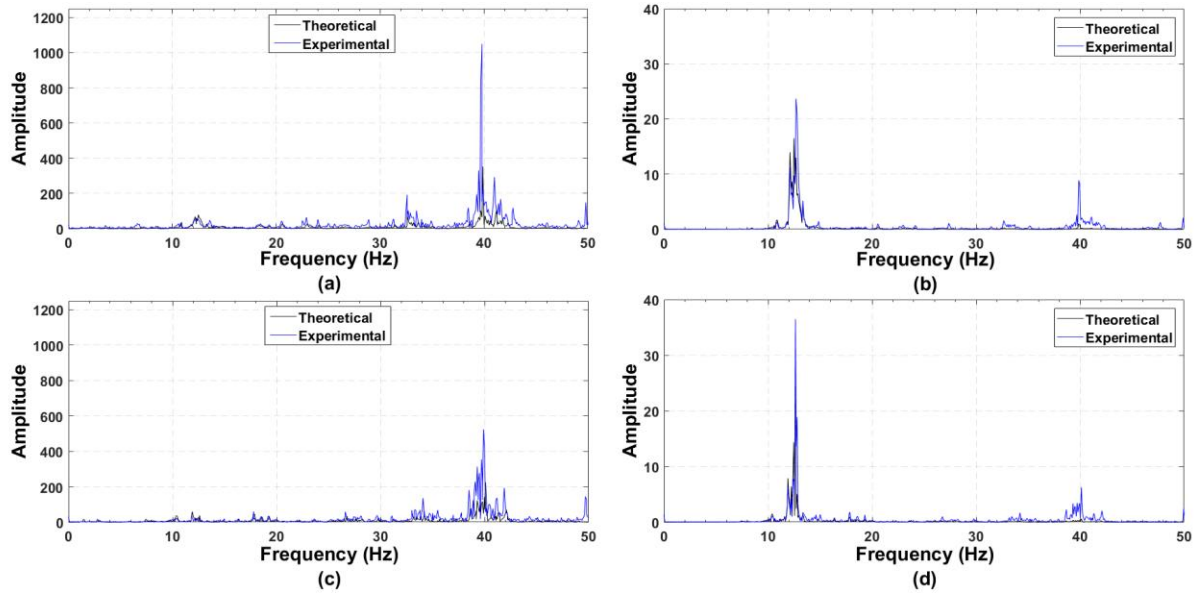 1200
1000
800
600
400
200
0
Amplitude
Theoretical
Experimental
0 10 20 30 40 50
Frequency (Hz)
(a)
40
30
20
10
0
Amplitude
Theoretical
Experimental
0 10 20 30 40 50
Frequency (Hz)
(b)
1200
1000
800
600
400
200
0
Amplitude
Theoretical
Experimental
0 10 20 30 40 50
Frequency (Hz)
(c)
40
30
20
10
0
Amplitude
Theoretical
Experimental
0 10 20 30 40 50
Frequency (Hz)
(d)